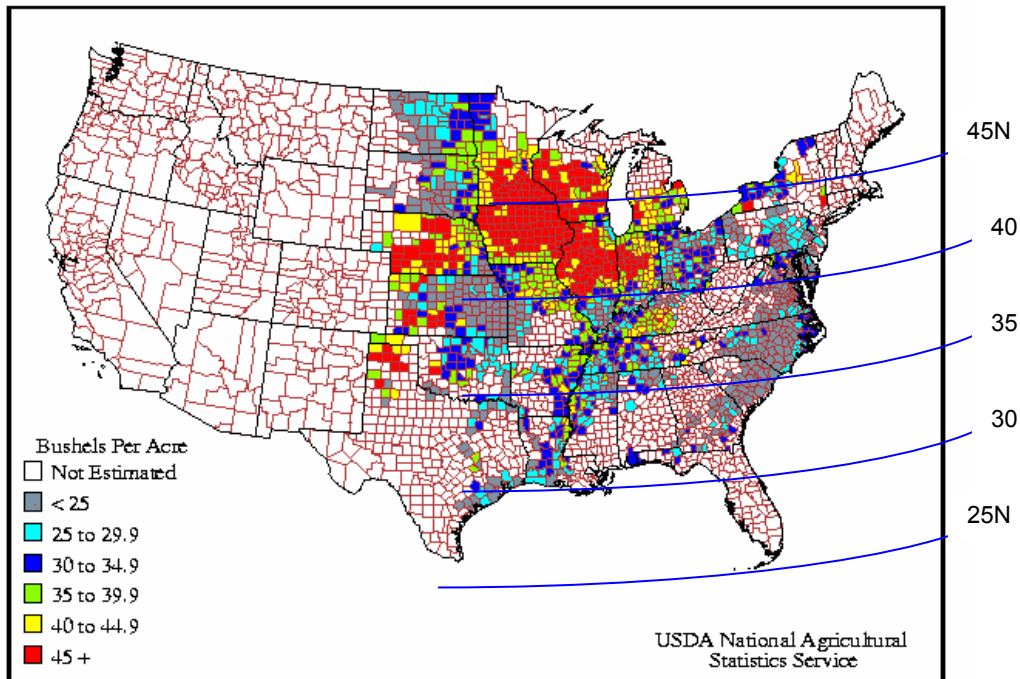 45N
40
35
30
25N
Bushels Per Acre
Not Estimated
< 25
25 to 29.9
30 to 34.9
35 to 39.9
40 to 44.9
45 +
USDA National Agricultural
Statistics Service